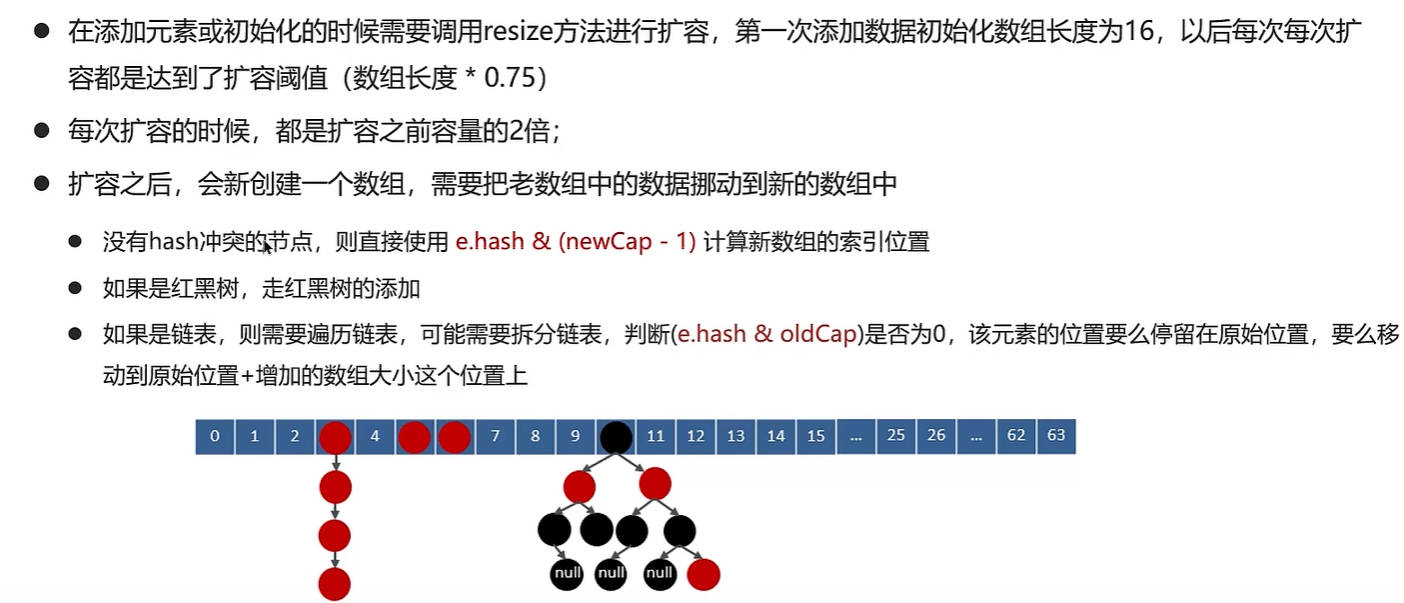 在添加元素或初始化的时候需要调用resize方法进行扩容，第一次添加数据初始化数组长度为16，以后每次每次扩
容都是达到了扩容阈值（数组长度 * 0.75）
每次扩容的时候，都是扩容之前容量的2倍；
扩容之后，会新创建一个数组，需要把老数组中的数据挪动到新的数组中
没有hash冲突的节点，则直接使用 e.hash & (newCap - 1) 计算新数组的索引位置
如果是红黑树，走红黑树的添加
如果是链表，则需要遍历链表，可能需要拆分链表，判断(e.hash & oldCap)是否为0，该元素的位置要么停留在原始位置，要么移
动到原始位置+增加的数组大小这个位置上
0 1 2 4 7 8 9 11 12 13 14 15 ... 25 26 ... 62 63
null null null